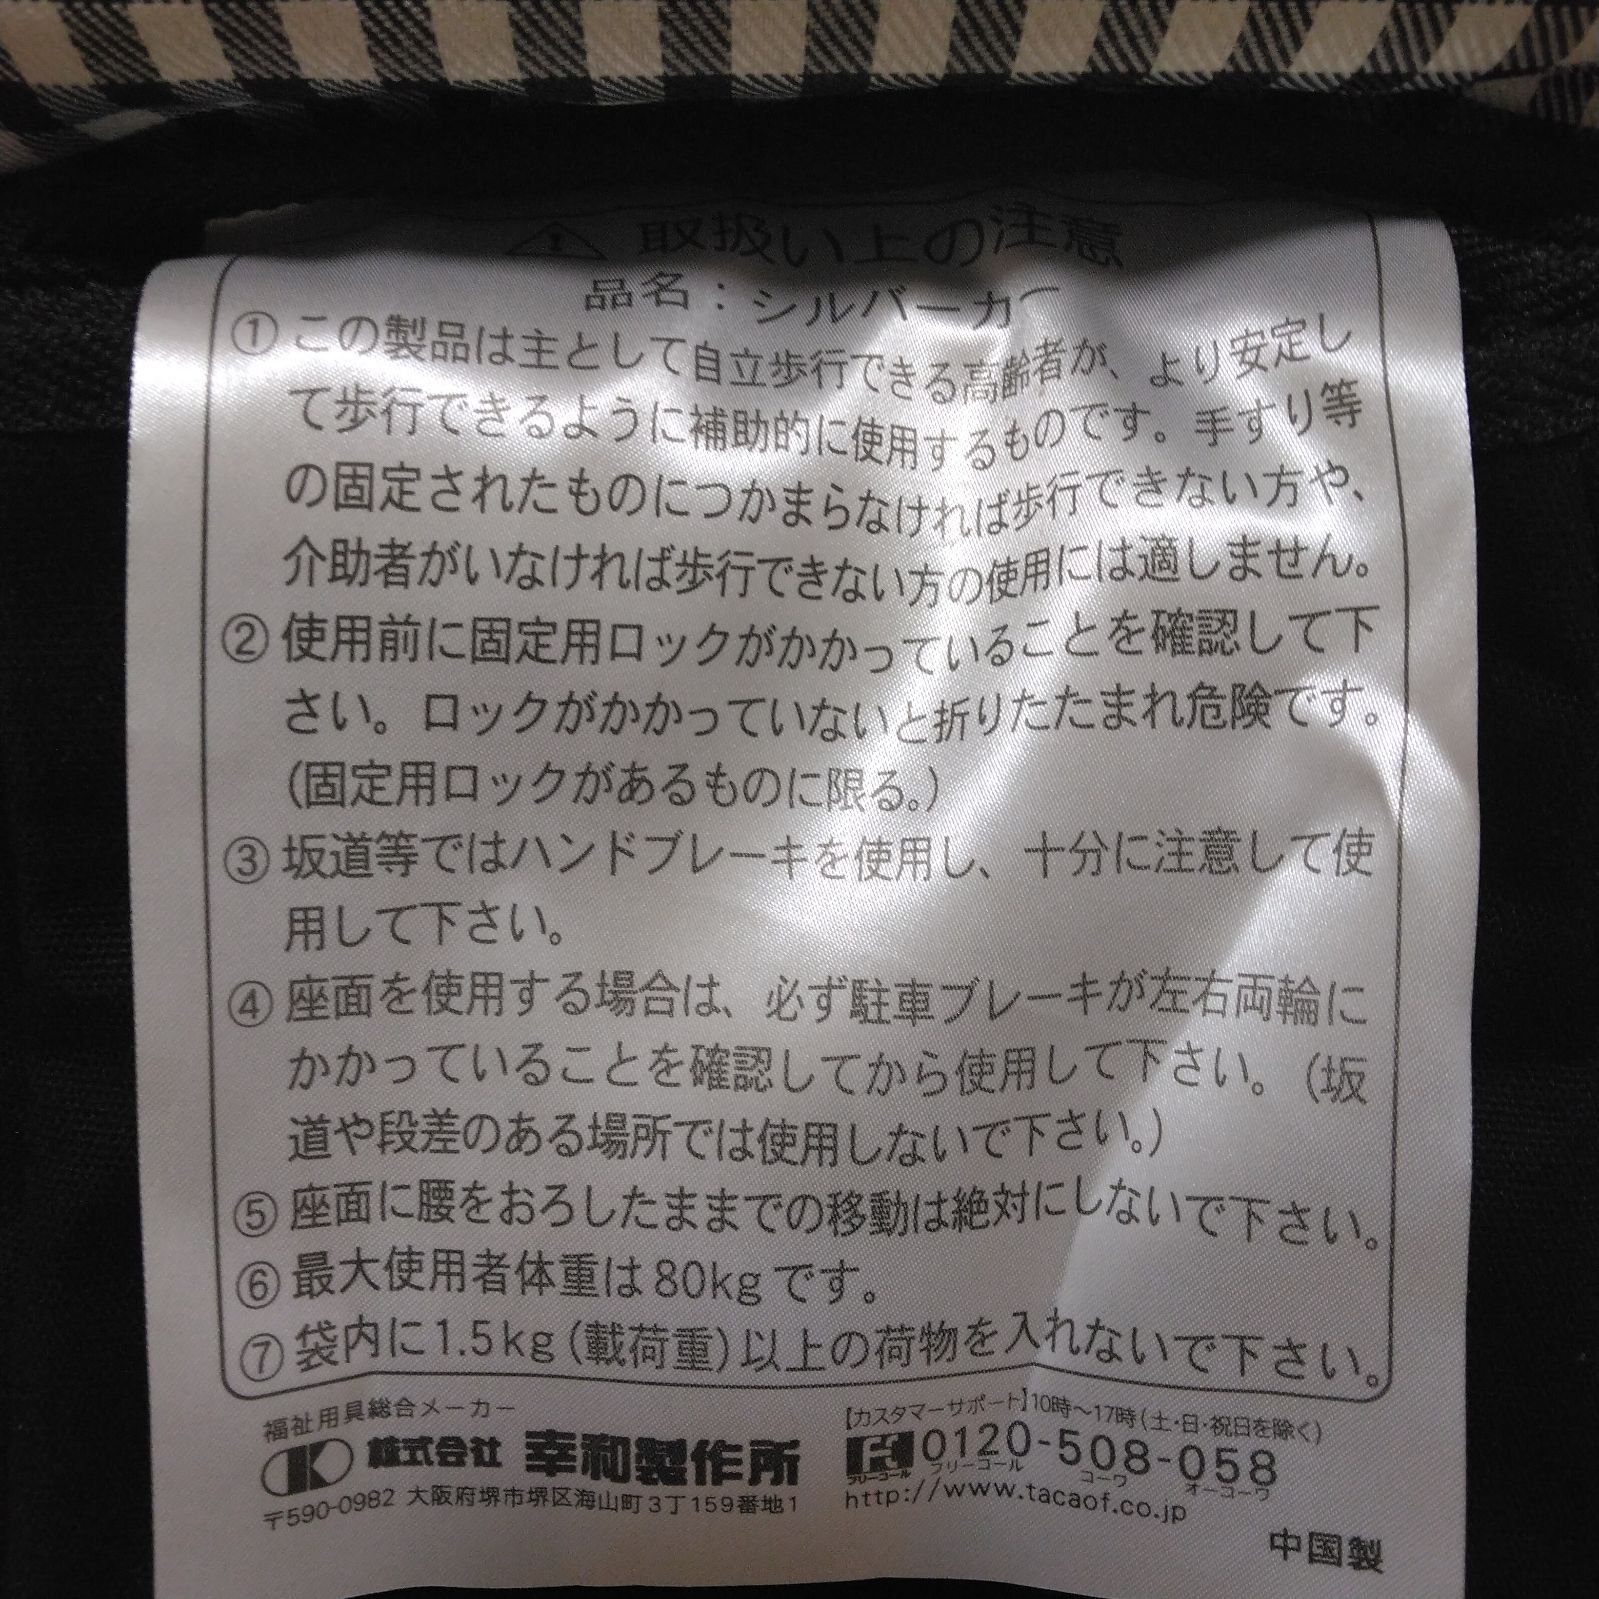 取扱い上の注意
品名：シルバーカー
① この製品は主として自立歩行できる高齢者が、より安定し
て歩行できるように補助的に使用するものです。手すり等
の固定されたものにつかまらなければ歩行できない方や、
介助者がいなければ歩行できない方の使用には適しません。
② 使用前に固定用ロックがかかっていることを確認して下
さい。ロックがかかっていないと折りたたまれ危険です。
(固定用ロックがあるものに限る。)
③ 坂道等ではハンドブレーキを使用し、十分に注意して使
用して下さい。
④ 座面を使用する場合は、必ず駐車ブレーキが左右両輪に
かかっていることを確認してから使用して下さい。(坂
道や段差のある場所では使用しないで下さい。)
⑤ 座面に腰をおろしたままでの移動は絶対にしないで下さい。
⑥ 最大使用者体重は80kgです。
⑦ 袋内に1.5kg(載荷重)以上の荷物を入れないで下さい。
福祉用具総合メーカー
株式会社 幸和製作所
〒590-0982 大阪府堺市堺区海山町3丁159番地1
【カスタマーサポート】10時～17時(土・日・祝日を除く)
0120-508-058
フリーコール フリーコール コーワ オーコーワ
http://www.tacaof.co.jp
中国製